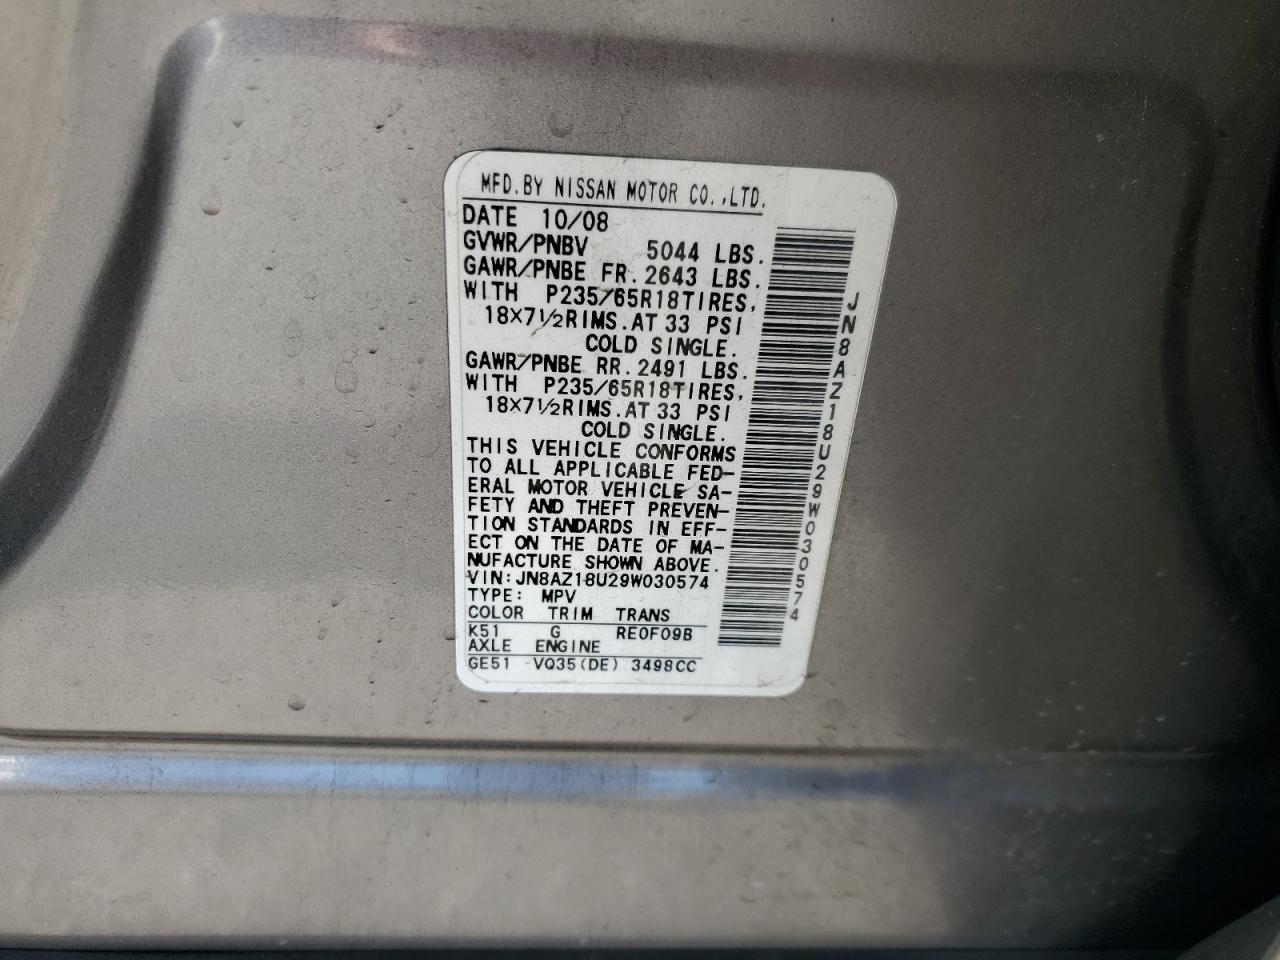 MFD.BY NISSAN MOTOR CO.,LTD.
DATE 10/08
GVWR/PNBV 5044 LBS.
GAWR/PNBE FR.2643 LBS.
WITH P235/65R18TIRES,
18X7½RIMS.AT 33 PSI
COLD SINGLE.
GAWR/PNBE RR.2491 LBS.
WITH P235/65R18TIRES,
18X7½RIMS.AT 33 PSI
COLD SINGLE.
THIS VEHICLE CONFORMS
TO ALL APPLICABLE FED-
ERAL MOTOR VEHICLE SA-
FETY AND THEFT PREVEN-
TION STANDARDS IN EFF-
ECT ON THE DATE OF MA-
NUFACTURE SHOWN ABOVE.
VIN:JN8AZ18U29W030574
TYPE: MPV
COLOR TRIM TRANS
K51 G RE0F09B
AXLE ENGINE
GE51 VQ35(DE) 3498CC
JN8AZ18U29W030574